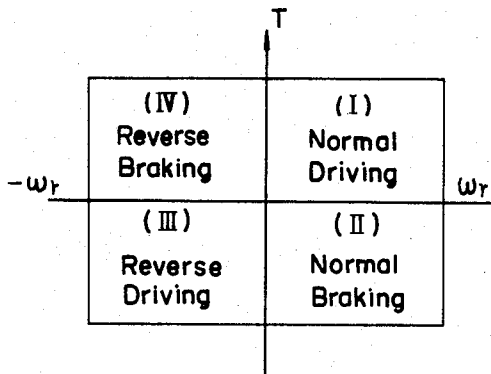 T
(IV)
Reverse
Braking
(I)
Normal
Driving
-ωr
ωr
(III)
Reverse
Driving
(II)
Normal
Braking